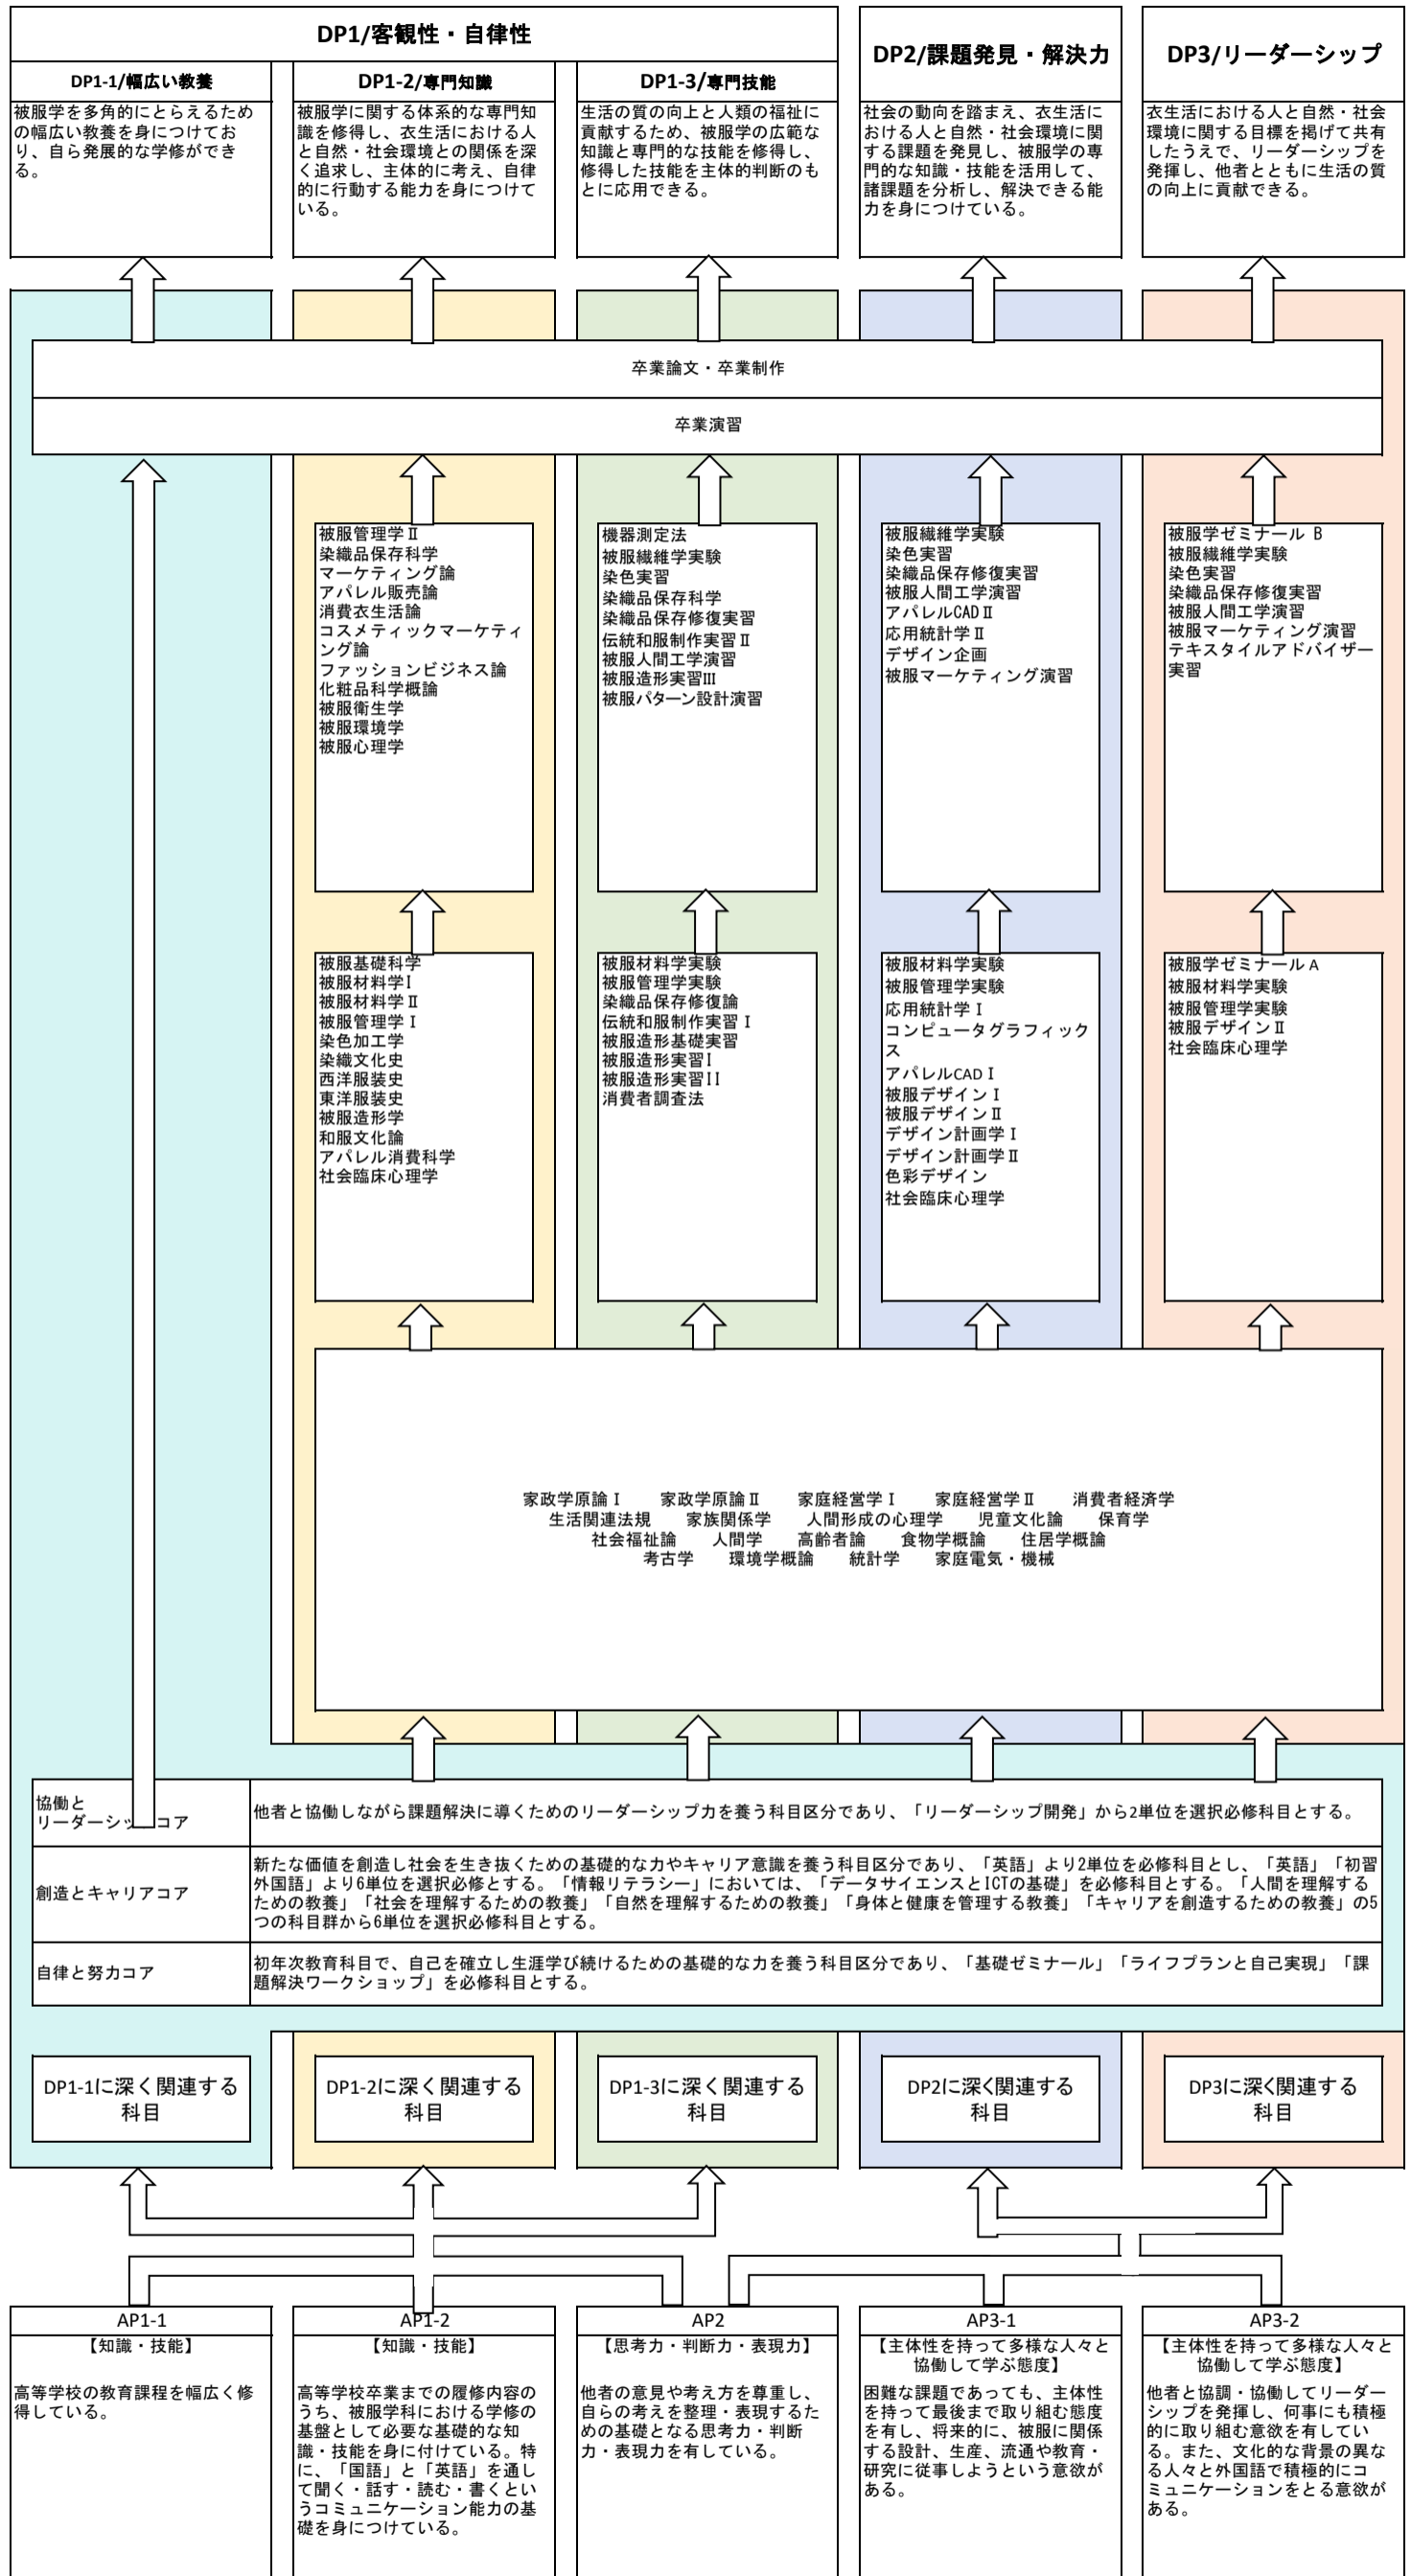 DP1/客観性・自律性
DP2/課題発見・解決力
DP3/リーダーシップ
DP1-1/幅広い教養
DP1-2/専門知識
DP1-3/専門技能
被服学を多角的にとらえるため
の幅広い教養を身につけてお
り、自ら発展的な学修ができ
る。
被服学に関する体系的な専門知
識を修得し、衣生活における人
と自然・社会環境との関係を深
く追求し、主体的に考え、自律
的に行動する能力を身につけて
いる。
生活の質の向上と人類の福祉に
貢献するため、被服学の広範な
知識と専門的な技能を修得し、
修得した技能を主体的判断のも
とに応用できる。
社会の動向を踏まえ、衣生活に
おける人と自然・社会環境に関
する課題を発見し、被服学の専
門的な知識・技能を活用して、
諸課題を分析し、解決できる能
力を身につけている。
衣生活における人と自然・社会
環境に関する目標を掲げて共有
したうえで、リーダーシップを
発揮し、他者とともに生活の質
の向上に貢献できる。
卒業論文・卒業制作
卒業演習
被服管理学Ⅱ
染織品保存科学
マーケティング論
アパレル販売論
消費衣生活論
コスメティックマーケティ
ング論
ファッションビジネス論
化粧品科学概論
被服衛生学
被服環境学
被服心理学
機器測定法
被服繊維学実験
染色実習
染織品保存科学
染織品保存修復実習
伝統和服制作実習Ⅱ
被服人間工学演習
被服造形実習III
被服パターン設計演習
被服繊維学実験
染色実習
染織品保存修復実習
被服人間工学演習
アパレルCADⅡ
応用統計学Ⅱ
デザイン企画
被服マーケティング演習
被服学ゼミナール B
被服繊維学実験
染色実習
染織品保存修復実習
被服人間工学演習
被服マーケティング演習
テキスタイルアドバイザー
実習
被服基礎科学
被服材料学I
被服材料学Ⅱ
被服管理学Ⅰ
染色加工学
染織文化史
西洋服装史
東洋服装史
被服造形学
和服文化論
アパレル消費科学
社会臨床心理学
被服材料学実験
被服管理学実験
染織品保存修復論
伝統和服制作実習Ⅰ
被服造形基礎実習
被服造形実習I
被服造形実習II
消費者調査法
被服材料学実験
被服管理学実験
応用統計学Ⅰ
コンピュータグラフィック
ス
アパレルCADⅠ
被服デザインⅠ
被服デザインⅡ
デザイン計画学Ⅰ
デザイン計画学Ⅱ
色彩デザイン
社会臨床心理学
被服学ゼミナールA
被服材料学実験
被服管理学実験
被服デザインⅡ
社会臨床心理学
家政学原論Ⅰ　家政学原論Ⅱ　家庭経営学Ⅰ　家庭経営学Ⅱ　消費者経済学
生活関連法規　家族関係学　人間形成の心理学　児童文化論　保育学
社会福祉論　人間学　高齢者論　食物学概論　住居学概論
考古学　環境学概論　統計学　家庭電気・機械
協働と
リーダーシッ コア
他者と協働しながら課題解決に導くためのリーダーシップ力を養う科目区分であり、「リーダーシップ開発」から2単位を選択必修科目とする。
創造とキャリアコア
新たな価値を創造し社会を生き抜くための基礎的な力やキャリア意識を養う科目区分であり、「英語」より2単位を必修科目とし、「英語」「初習
外国語」より6単位を選択必修とする。「情報リテラシー」においては、「データサイエンスとICTの基礎」を必修科目とする。「人間を理解する
ための教養」「社会を理解するための教養」「自然を理解するための教養」「身体と健康を管理する教養」「キャリアを創造するための教養」の5
つの科目群から6単位を選択必修科目とする。
自律と努力コア
初年次教育科目で、自己を確立し生涯学び続けるための基礎的な力を養う科目区分であり、「基礎ゼミナール」「ライフプランと自己実現」「課
題解決ワークショップ」を必修科目とする。
DP1-1に深く関連する
科目
DP1-2に深く関連する
科目
DP1-3に深く関連する
科目
DP2に深く関連する
科目
DP3に深く関連する
科目
AP1-1
【知識・技能】
高等学校の教育課程を幅広く修
得している。
AP1-2
【知識・技能】
高等学校卒業までの履修内容の
うち、被服学科における学修の
基盤として必要な基礎的な知
識・技能を身に付けている。特
に、「国語」と「英語」を通し
て聞く・話す・読む・書くとい
うコミュニケーション能力の基
礎を身につけている。
AP2
【思考力・判断力・表現力】
他者の意見や考え方を尊重し、
自らの考えを整理・表現するた
めの基礎となる思考力・判断
力・表現力を有している。
AP3-1
【主体性を持って多様な人々と
協働して学ぶ態度】
困難な課題であっても、主体性
を持って最後まで取り組む態度
を有し、将来的に、被服に関係
する設計、生産、流通や教育・
研究に従事しようという意欲が
ある。
AP3-2
【主体性を持って多様な人々と
協働して学ぶ態度】
他者と協調・協働してリーダー
シップを発揮し、何事にも積極
的に取り組む意欲を有してい
る。また、文化的な背景の異な
る人々と外国語で積極的にコ
ミュニケーションをとる意欲が
ある。